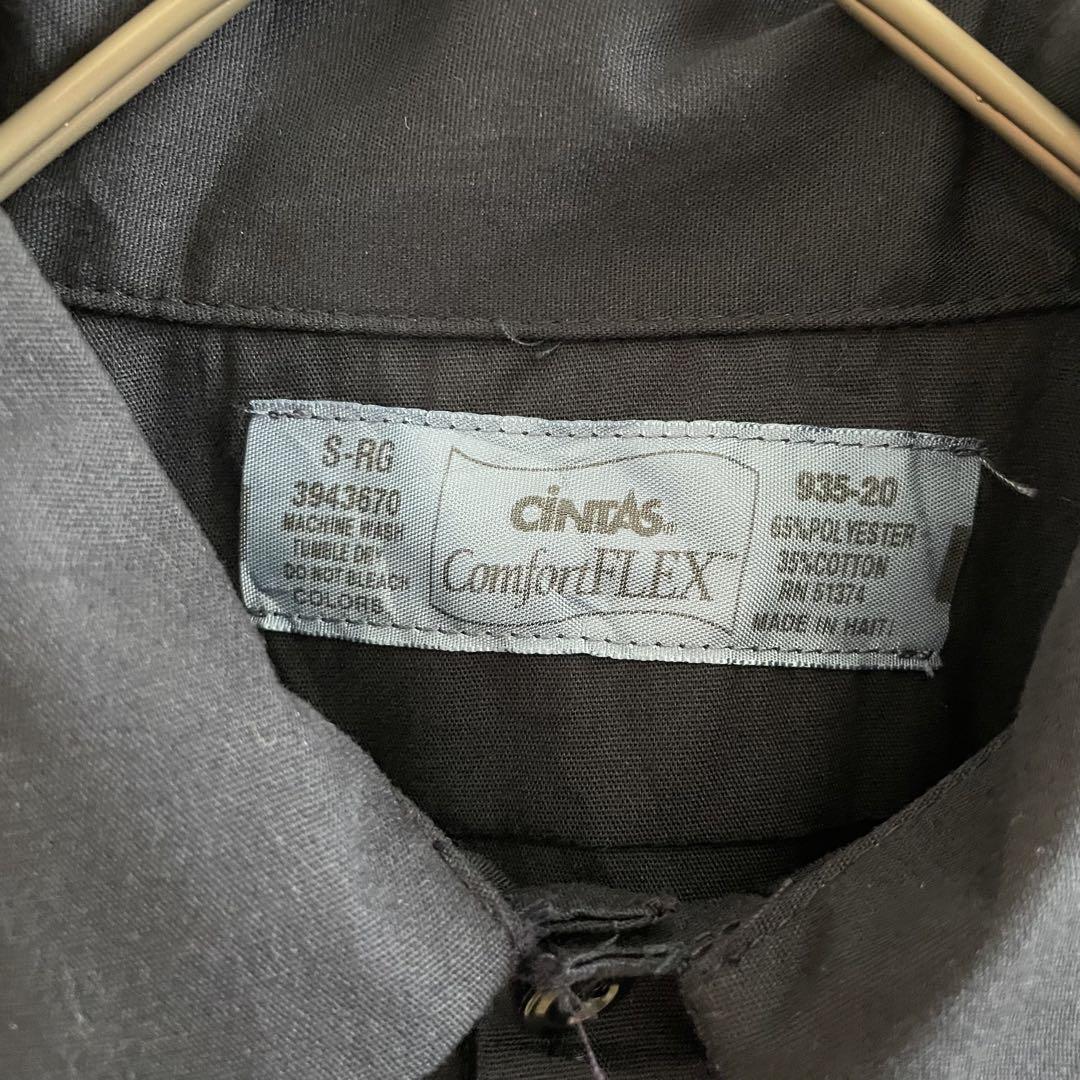 S-RG
3943670
MACHINE WASH
TUMBLE DRY
DO NOT BLEACH
COLORS
CINTAS
ComfortFLEX™
935-20
65%POLYESTER
35%COTTON
RN 61374
MADE IN HAITI